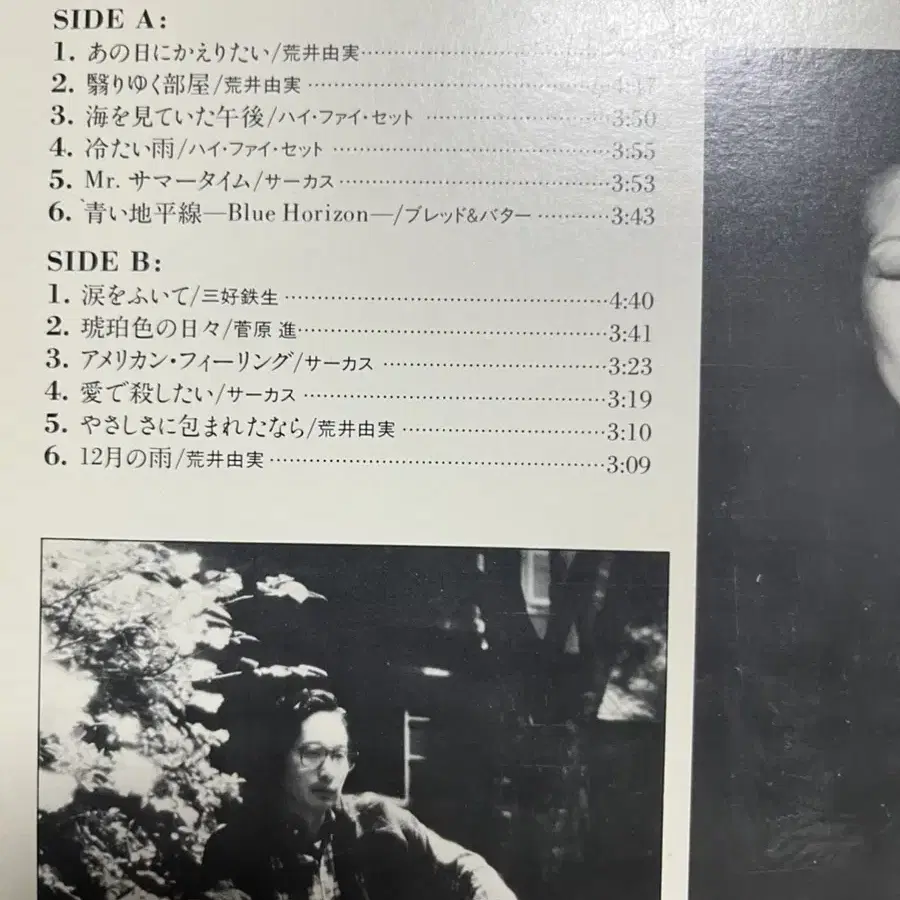 SIDE A:
1. あの日にかえりたい/荒井由実
2. 翳りゆく部屋/荒井由実 4:47
3. 海を見ていた午後/ハイ・ファイ・セット 3:50
4. 冷たい雨/ハイ・ファイ・セット 3:55
5. Mr. サマータイム/サーカス 3:53
6. 青い地平線—Blue Horizon—/ブレッド&バター 3:43
SIDE B:
1. 涙をふいて/三好鉄生 4:40
2. 琥珀色の日々/菅原 進 3:41
3. アメリカン・フィーリング/サーカス 3:23
4. 愛で殺したい/サーカス 3:19
5. やさしさに包まれたなら/荒井由実 3:10
6. 12月の雨/荒井由実 3:09